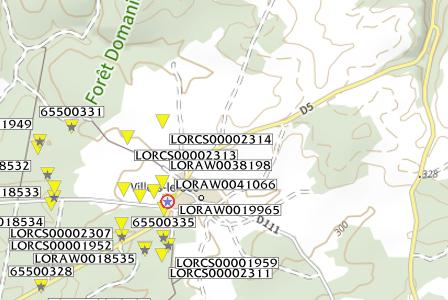 Forêt Domani
65500331
1949
D5
LORCS00002314
LORCS00002313
LORAW0038198
18532
LORAW0041066
18533
LORAW0019965
D111
65500335
018534
LORCS00002307
LORCS00001952
LORAW0018535
LORCS00001959
LORCS00002311
65500328
328
300